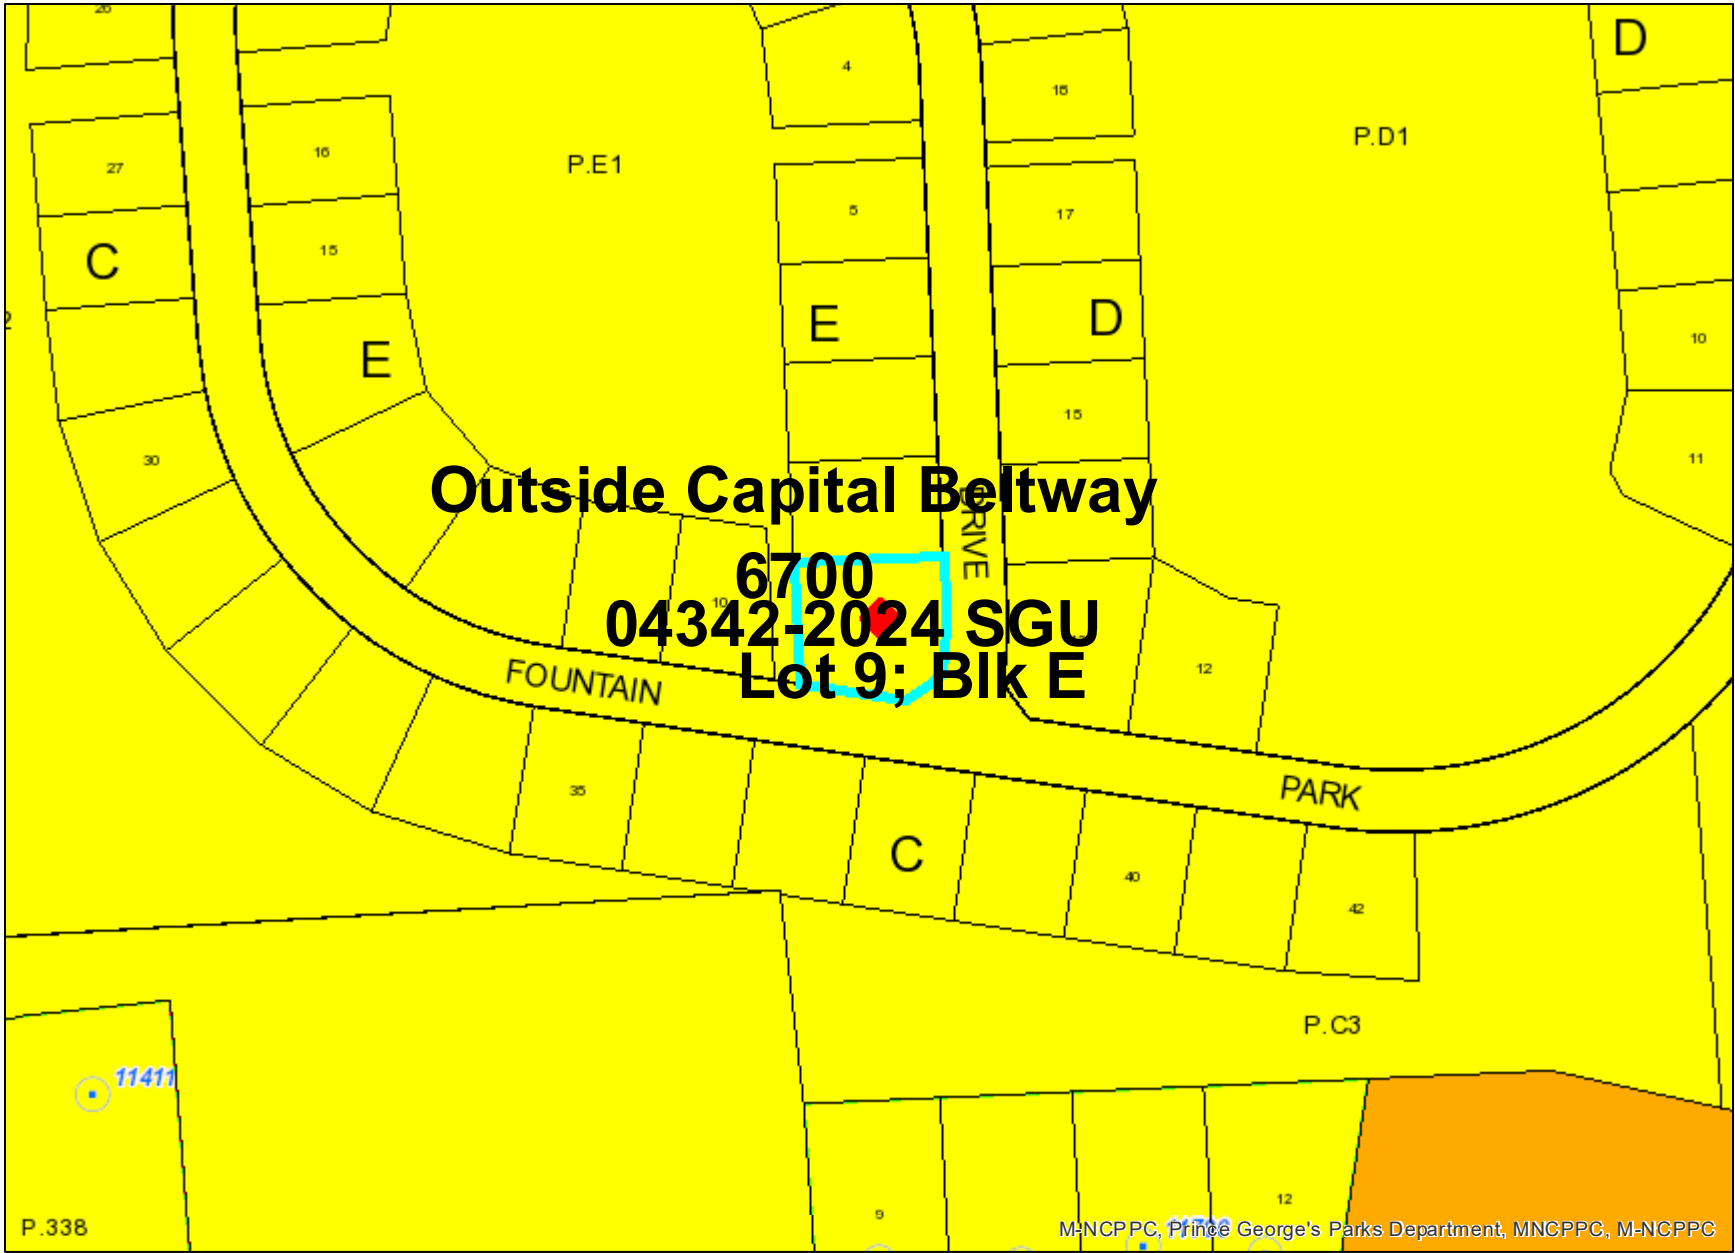 26
D
4
18
P.D1
16
P.E1
27
5
17
15
C
E
D
E
10
15
30
11
Outside Capital Beltway
DRIVE
6700
10
04342-2024 SGU
12
Lot 9; Blk E
FOUNTAIN
35
PARK
C
40
42
P.C3
11411
12
9
P.338
M-NCPPC, Prince George's Parks Department, MNCPPC, M-NCPPC